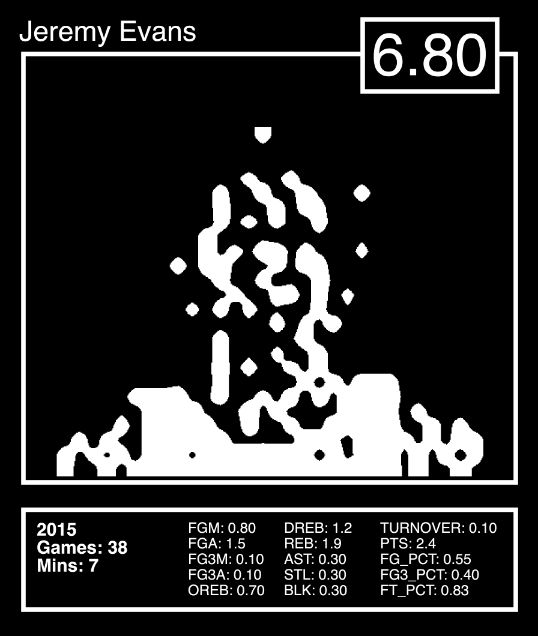 Jeremy Evans
6.80
2015
Games: 38
Mins: 7
FGM: 0.80
FGA: 1.5
FG3M: 0.10
FG3A: 0.10
OREB: 0.70
DREB: 1.2
REB: 1.9
AST: 0.30
STL: 0.30
BLK: 0.30
TURNOVER: 0.10
PTS: 2.4
FG_PCT: 0.55
FG3_PCT: 0.40
FT_PCT: 0.83